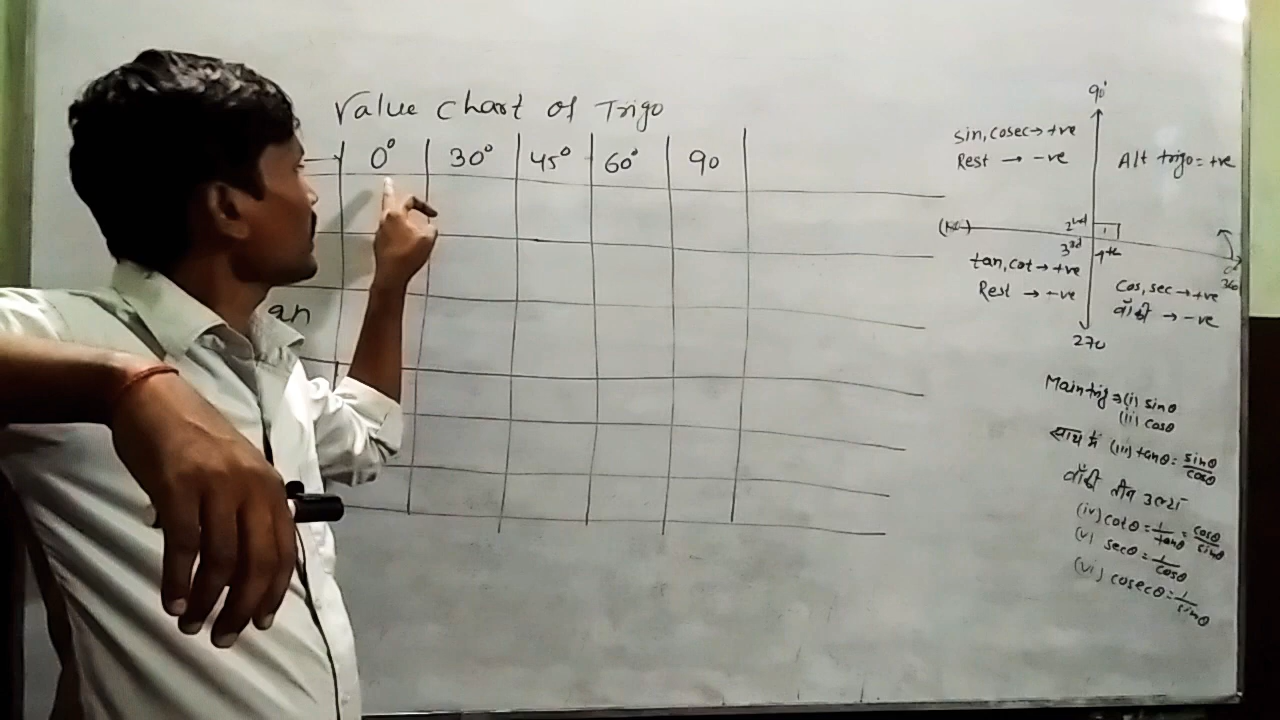 Value Chart of Trigo
0° 30° 45° 60° 90
an
90°
sin, cosec → +ve
Rest → -ve
Alt trigo = +ve
2nd 1
3rd 4th
tan, cot → +ve
Rest → -ve
Cos, sec → +ve
→ -ve
0°
360
270
Main trig ⇒ (i) sinθ
(ii) cosθ
साथ में (iii) tanθ = sinθ/cosθ
तीन उल्टा
(iv) cotθ = 1/tanθ = cosθ/sinθ
(v) secθ = 1/cosθ
(vi) cosecθ = 1/sinθ